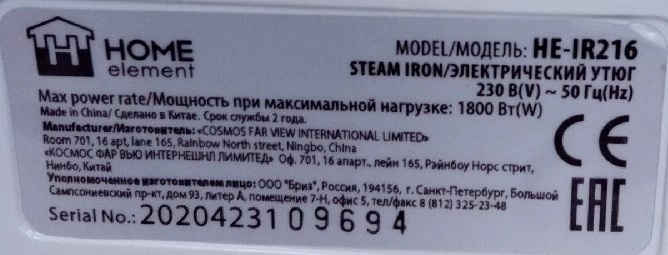 HOME
element
MODEL/МОДЕЛЬ: HE-IR216
STEAM IRON/ЭЛЕКТРИЧЕСКИЙ УТЮГ
230 В(V) ~ 50 Гц(Hz)
Max power rate/Мощность при максимальной нагрузке: 1800 Вт(W)
Made in China/ Сделано в Китае. Срок службы 2 года.
Manufacturer/Изготовитель: «COSMOS FAR VIEW INTERNATIONAL LIMITED»
Room 701, 16 apt, lane 165, Rainbow North street, Ningbo, China
«КОСМОС ФАР ВЬЮ ИНТЕРНЕШНЛ ЛИМИТЕД» Оф. 701, 16 апарт., лейн 165, Рэйнбоу Норс стрит,
Нинбо, Китай
Уполномоченное изготовителем лицо: ООО "Бриз", Россия, 194156, г. Санкт-Петербург, Большой
Сампсониевский пр-кт, дом 93, литер А, помещение 7-Н, офис 5, тел/факс 8 (812) 325-23-48
Serial No.: 20204231 09694
CE
EAC